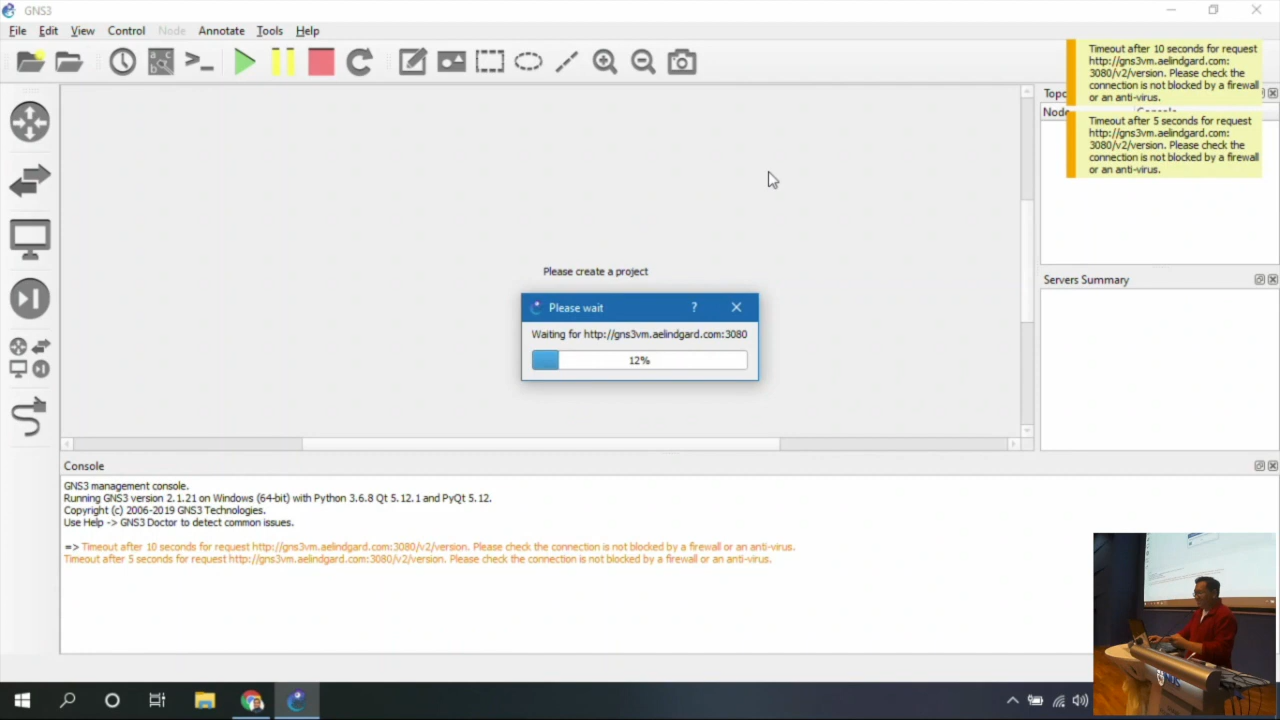 GNS3
File Edit View Control Node Annotate Tools Help
Timeout after 10 seconds for request
http://gns3vm.aelindgard.com:
3080/v2/version. Please check the
connection is not blocked by a firewall
or an anti-virus.
Timeout after 5 seconds for request
http://gns3vm.aelindgard.com:
3080/v2/version. Please check the
connection is not blocked by a firewall
or an anti-virus.
Node Console
Please create a project
Please wait
Waiting for http://gns3vm.aelindgard.com:3080
12%
Servers Summary
Console
GNS3 management console.
Running GNS3 version 2.1.21 on Windows (64-bit) with Python 3.6.8 Qt 5.12.1 and PyQt 5.12.
Copyright (c) 2006-2019 GNS3 Technologies.
Use Help -> GNS3 Doctor to detect common issues.
=> Timeout after 10 seconds for request http://gns3vm.aelindgard.com:3080/v2/version. Please check the connection is not blocked by a firewall or an anti-virus.
Timeout after 5 seconds for request http://gns3vm.aelindgard.com:3080/v2/version. Please check the connection is not blocked by a firewall or an anti-virus.
NUS